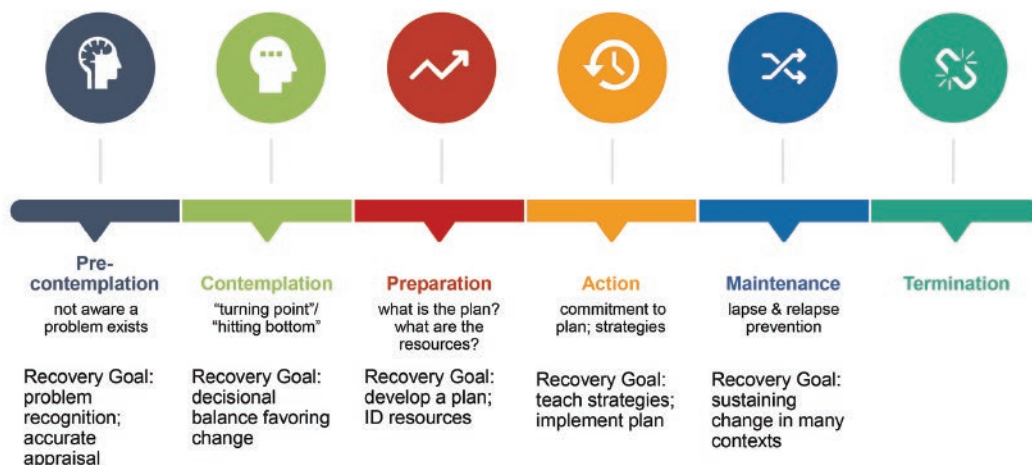 Pre-
contemplation
not aware a
problem exists
Recovery Goal:
problem
recognition;
accurate
appraisal
Contemplation
“turning point”/
“hitting bottom”
Recovery Goal:
decisional
balance favoring
change
Preparation
what is the plan?
what are the
resources?
Recovery Goal:
develop a plan;
ID resources
Action
commitment to
plan; strategies
Recovery Goal:
teach strategies;
implement plan
Maintenance
lapse & relapse
prevention
Recovery Goal:
sustaining
change in many
contexts
Termination